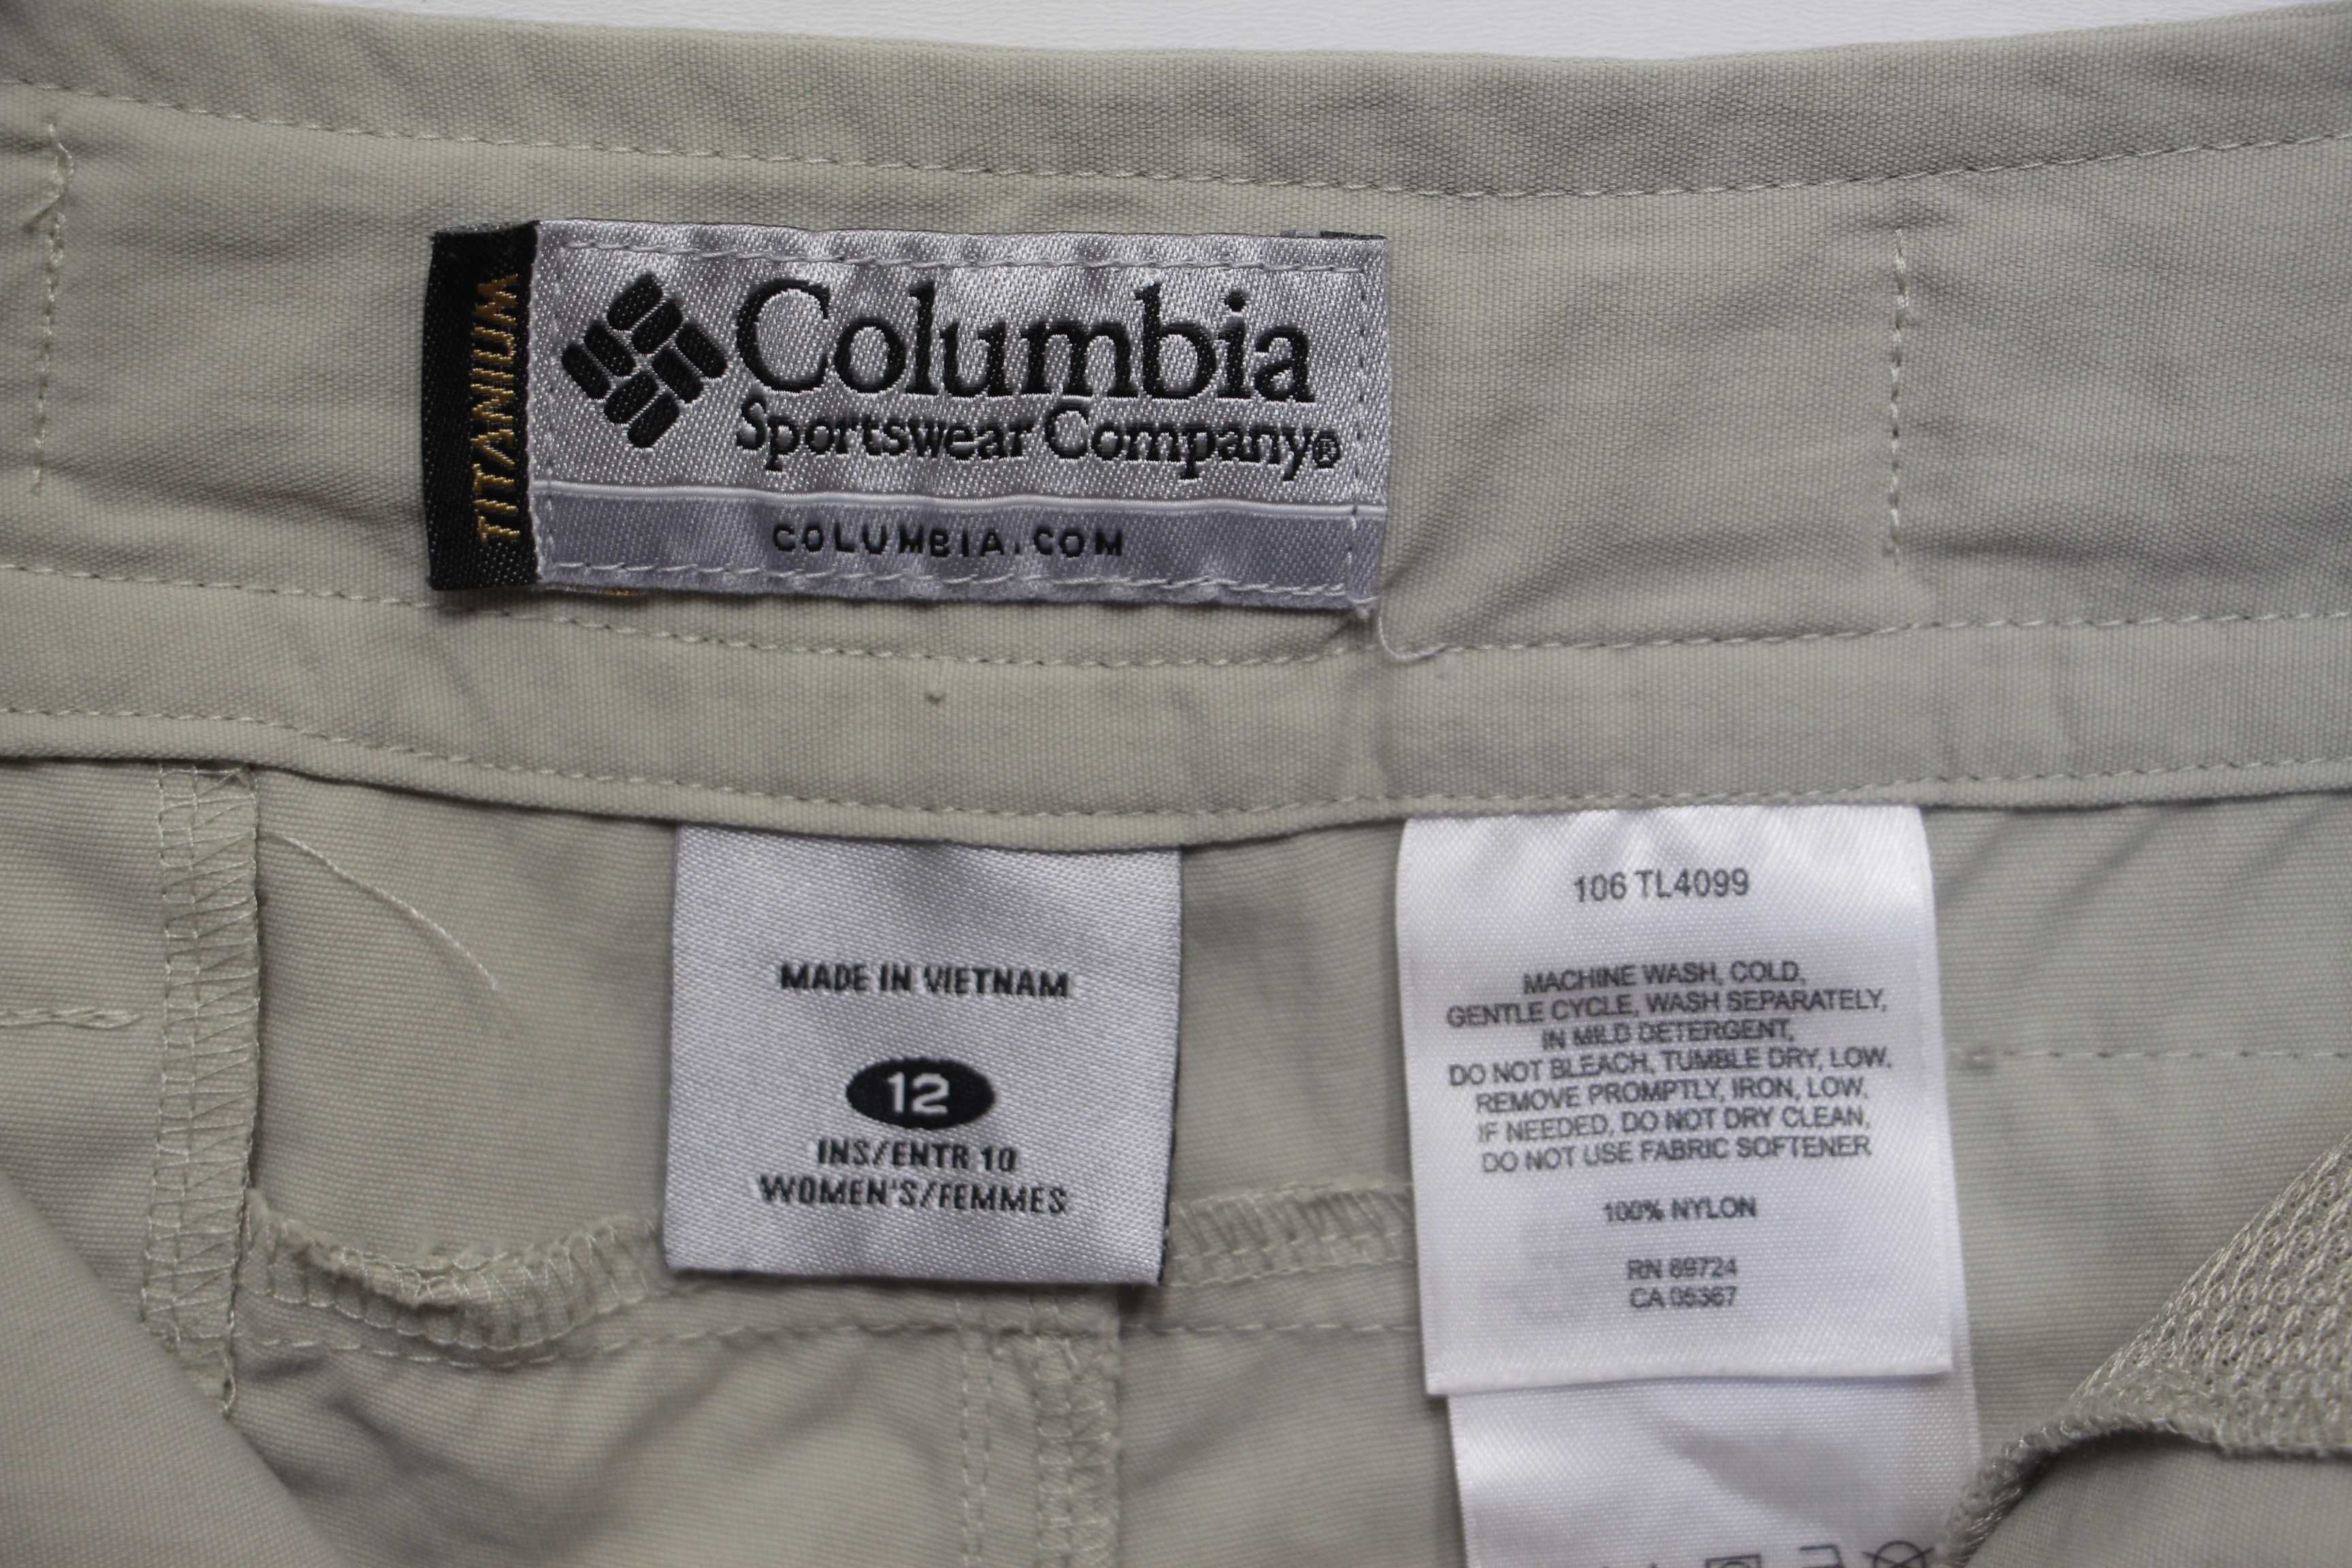 TITANIUM
Columbia
Sportswear Company®
COLUMBIA.COM
MADE IN VIETNAM
12
INS/ENTR 10
WOMEN'S/FEMMES
106 TL4099
MACHINE WASH, COLD,
GENTLE CYCLE, WASH SEPARATELY,
IN MILD DETERGENT,
DO NOT BLEACH, TUMBLE DRY, LOW.
REMOVE PROMPTLY, IRON, LOW,
IF NEEDED, DO NOT DRY CLEAN,
DO NOT USE FABRIC SOFTENER
100% NYLON
RN 69724
CA 05367